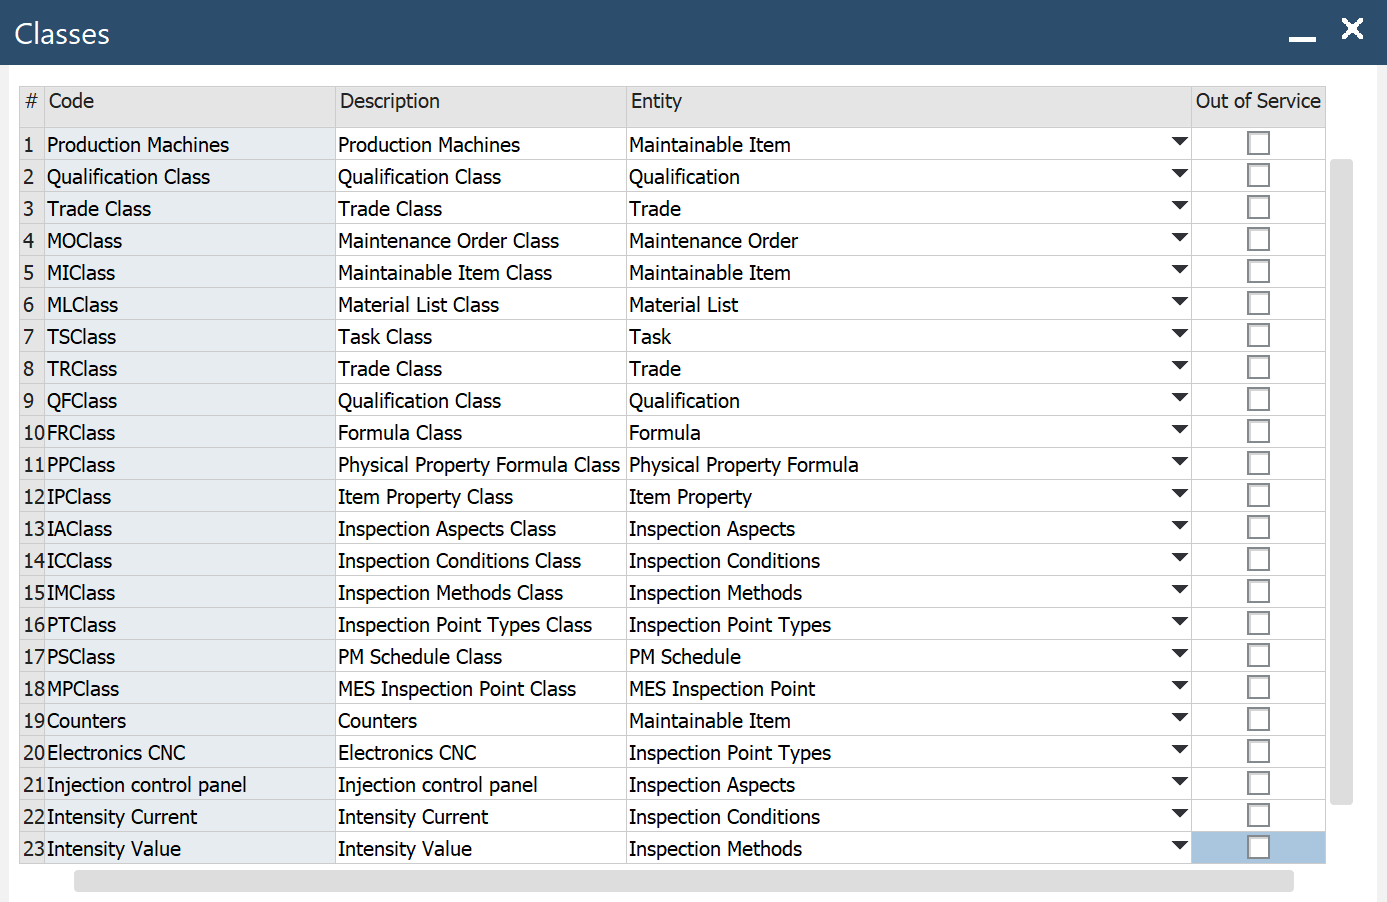 Classes
# Code Description Entity Out of Service
1 Production Machines Production Machines Maintainable Item
2 Qualification Class Qualification Class Qualification
3 Trade Class Trade Class Trade
4 MOClass Maintenance Order Class Maintenance Order
5 MIClass Maintainable Item Class Maintainable Item
6 MLClass Material List Class Material List
7 TSClass Task Class Task
8 TRClass Trade Class Trade
9 QFClass Qualification Class Qualification
10 FRClass Formula Class Formula
11 PPClass Physical Property Formula Class Physical Property Formula
12 IPClass Item Property Class Item Property
13 IAClass Inspection Aspects Class Inspection Aspects
14 ICClass Inspection Conditions Class Inspection Conditions
15 IMClass Inspection Methods Class Inspection Methods
16 PTClass Inspection Point Types Class Inspection Point Types
17 PSClass PM Schedule Class PM Schedule
18 MPClass MES Inspection Point Class MES Inspection Point
19 Counters Counters Maintainable Item
20 Electronics CNC Electronics CNC Inspection Point Types
21 Injection control panel Injection control panel Inspection Aspects
22 Intensity Current Intensity Current Inspection Conditions
23 Intensity Value Intensity Value Inspection Methods